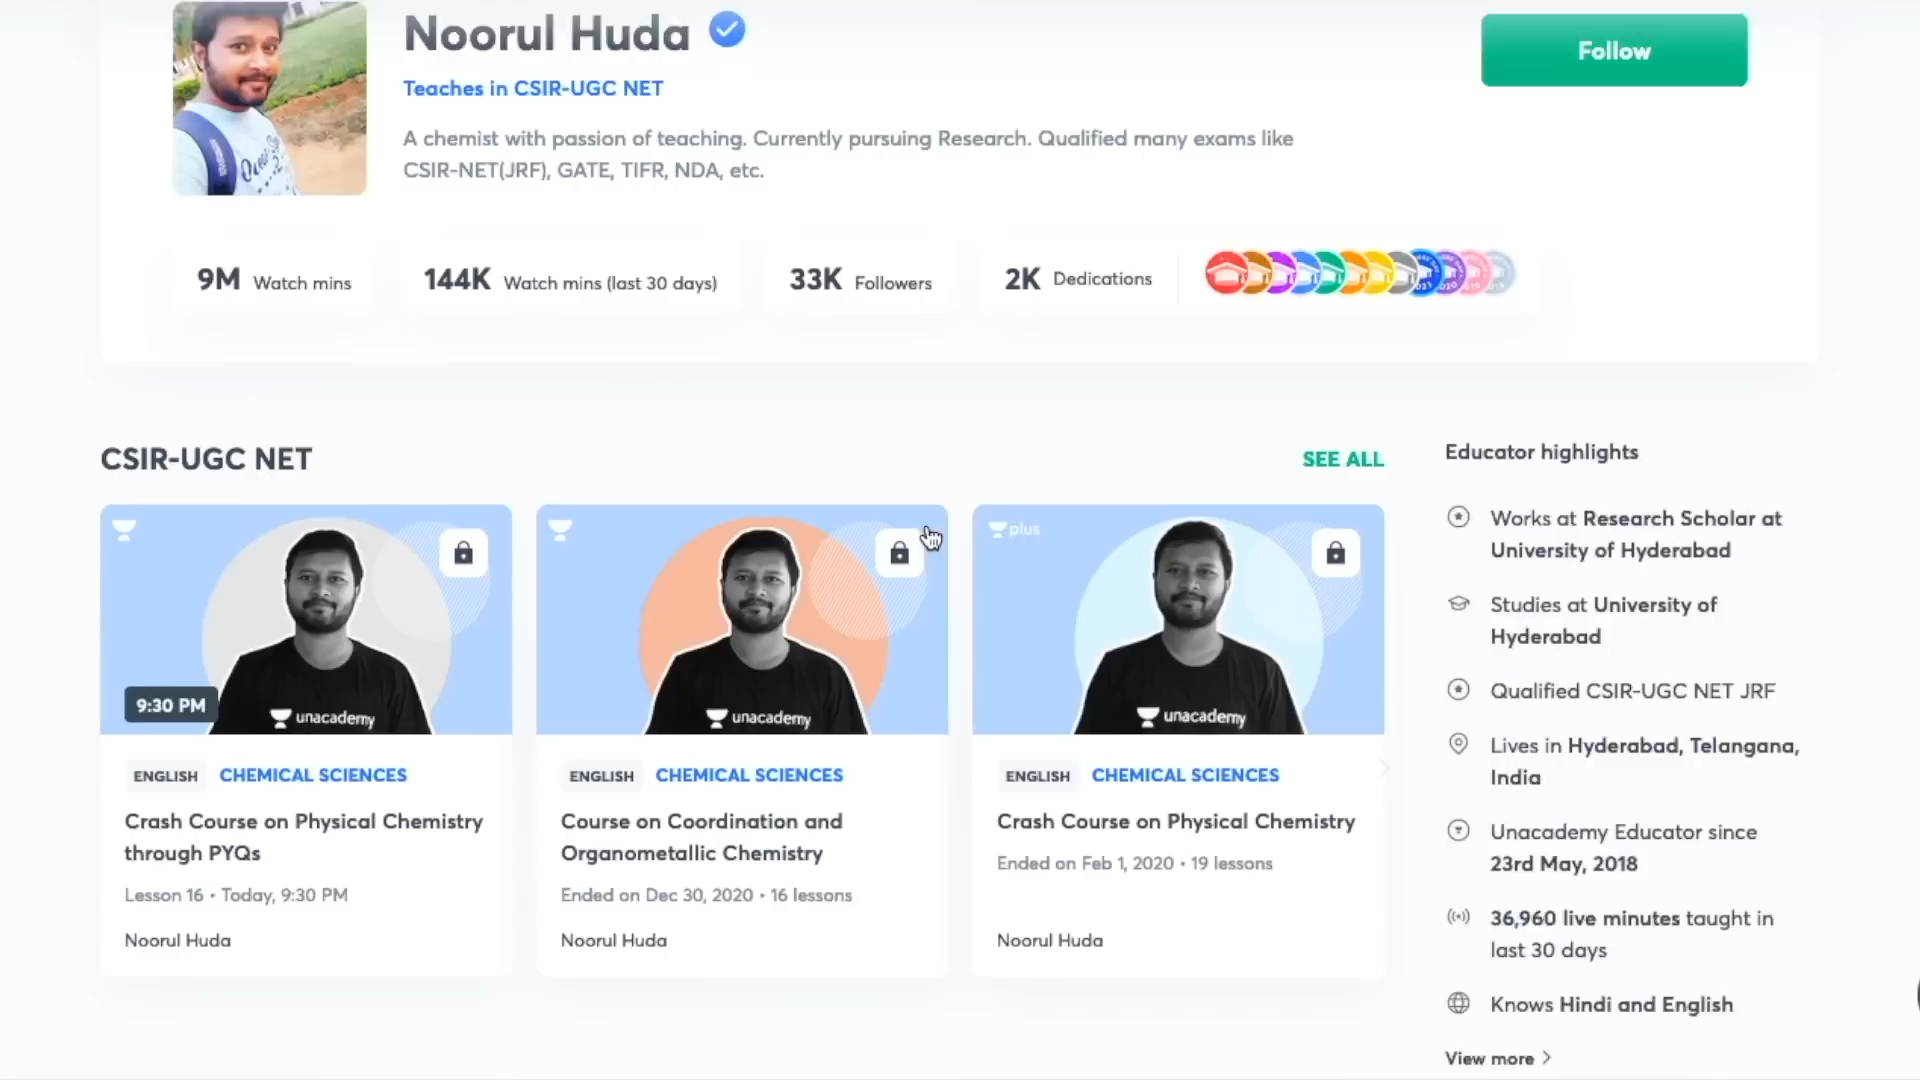 Noorul Huda
Follow
Teaches in CSIR-UGC NET
A chemist with passion of teaching. Currently pursuing Research. Qualified many exams like
CSIR-NET(JRF), GATE, TIFR, NDA, etc.
9M Watch mins
144K Watch mins (last 30 days)
33K Followers
2K Dedications
CSIR-UGC NET
SEE ALL
9:30 PM
unacademy
ENGLISH CHEMICAL SCIENCES
Crash Course on Physical Chemistry
through PYQs
Lesson 16 • Today, 9:30 PM
Noorul Huda
unacademy
ENGLISH CHEMICAL SCIENCES
Course on Coordination and
Organometallic Chemistry
Ended on Dec 30, 2020 • 16 lessons
Noorul Huda
plus
unacademy
ENGLISH CHEMICAL SCIENCES
Crash Course on Physical Chemistry
Ended on Feb 1, 2020 • 19 lessons
Noorul Huda
Educator highlights
Works at Research Scholar at
University of Hyderabad
Studies at University of
Hyderabad
Qualified CSIR-UGC NET JRF
Lives in Hyderabad, Telangana,
India
Unacademy Educator since
23rd May, 2018
36,960 live minutes taught in
last 30 days
Knows Hindi and English
View more